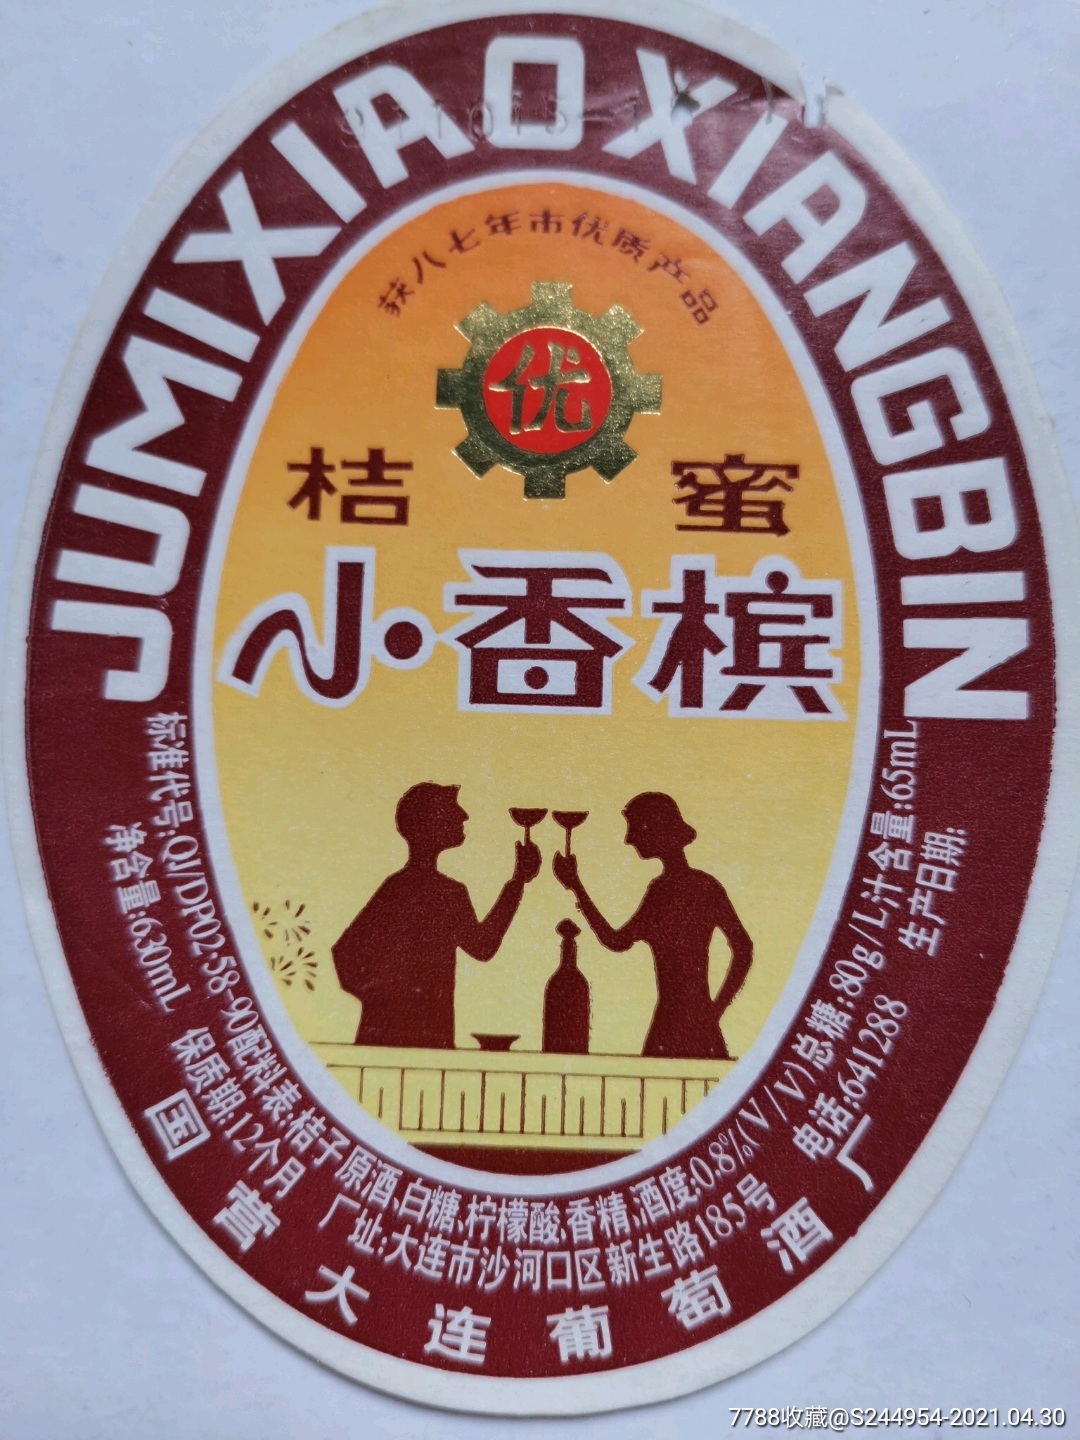 JUMIXIAOXIANGBIN
获八七年市优质产品
优
桔蜜
小香槟
标准代号:QJ/DP02·58-90配料表:桔子原酒、白糖、柠檬酸、香精、酒度:0.8%(V/V)总糖:80g/L汁含量:65mL
净含量:630mL 保质期:12个月 厂址:大连市沙河口区新生路185号 电话:641288 生产日期:
国营大连葡萄酒厂
7788收藏@S244954-2021.04.30